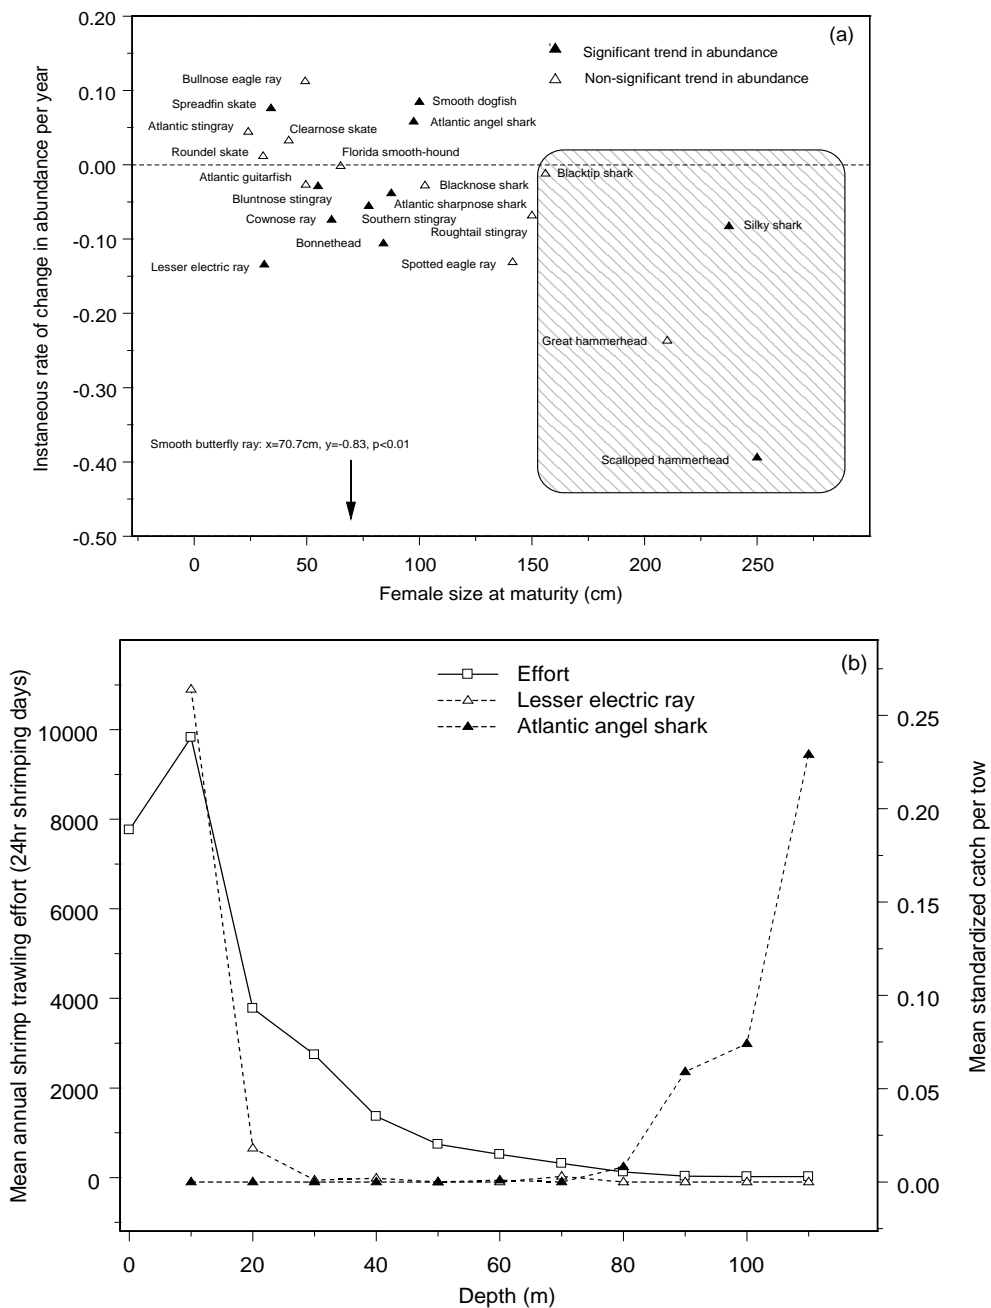 (a)
0.20
0.10
0.00
-0.10
-0.20
-0.30
-0.40
-0.50
Instaneous rate of change in abundance per year
Significant trend in abundance
Non-significant trend in abundance
Bullnose eagle ray
Spreadfin skate
Smooth dogfish
Atlantic stingray
Clearnose skate
Atlantic angel shark
Roundel skate
Florida smooth-hound
Atlantic guitarfish
Blacktip shark
Bluntnose stingray
Blacknose shark
Atlantic sharpnose shark
Cownose ray
Southern stingray
Silky shark
Roughtail stingray
Bonnethead
Lesser electric ray
Spotted eagle ray
Great hammerhead
Smooth butterfly ray: x=70.7cm, y=-0.83, p<0.01
Scalloped hammerhead
0 50 100 150 200 250
Female size at maturity (cm)
(b)
Effort
Lesser electric ray
Atlantic angel shark
10000
8000
6000
4000
2000
0
Mean annual shrimp trawling effort (24hr shrimping days)
0.25
0.20
0.15
0.10
0.05
0.00
Mean standardized catch per tow
0 20 40 60 80 100
Depth (m)